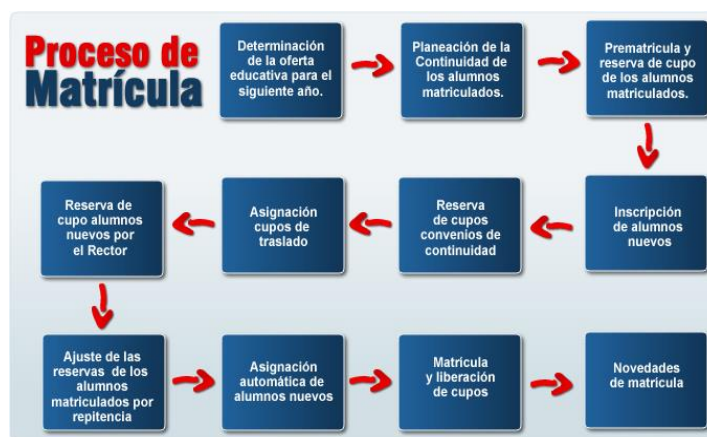 Proceso de
Matrícula
Determinación
de la oferta
educativa para el
siguiente año.
Planeación de la
Continuidad de
los alumnos
matriculados.
Prematricula y
reserva de cupo
de los alumnos
matriculados.
Inscripción
de alumnos
nuevos
Reserva
de cupos
convenios de
continuidad
Asignación
cupos de
traslado
Reserva de
cupo alumnos
nuevos por
el Rector
Ajuste de las
reservas de los
alumnos
matriculados por
repitencia
Asignación
automática de
alumnos nuevos
Matrícula
y liberación
de cupos
Novedades
de matrícula